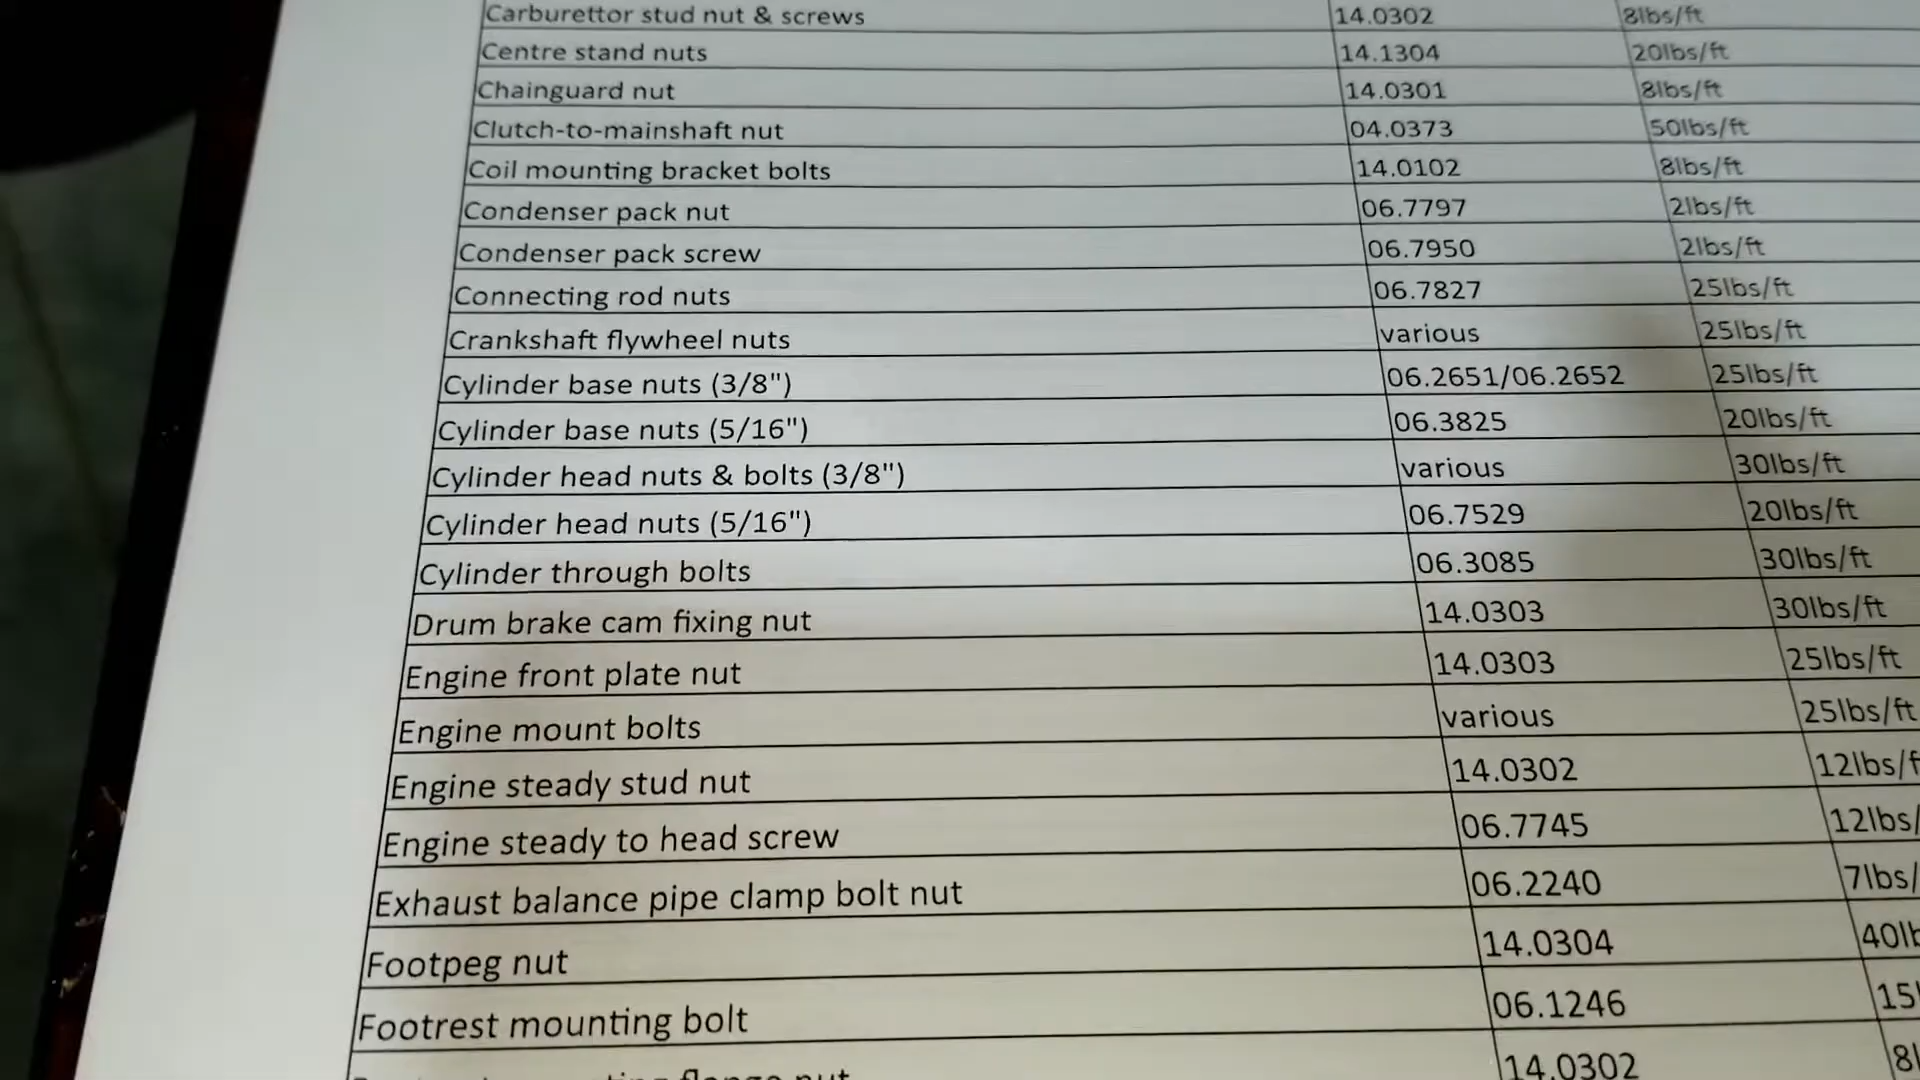 Carburettor stud nut & screws 14.0302 8lbs/ft
Centre stand nuts 14.1304 20lbs/ft
Chainguard nut 14.0301 8lbs/ft
Clutch-to-mainshaft nut 04.0373 50lbs/ft
Coil mounting bracket bolts 14.0102 8lbs/ft
Condenser pack nut 06.7797 2lbs/ft
Condenser pack screw 06.7950 2lbs/ft
Connecting rod nuts 06.7827 25lbs/ft
Crankshaft flywheel nuts various 25lbs/ft
Cylinder base nuts (3/8") 06.2651/06.2652 25lbs/ft
Cylinder base nuts (5/16") 06.3825 20lbs/ft
Cylinder head nuts & bolts (3/8") various 30lbs/ft
Cylinder head nuts (5/16") 06.7529 20lbs/ft
Cylinder through bolts 06.3085 30lbs/ft
Drum brake cam fixing nut 14.0303 30lbs/ft
Engine front plate nut 14.0303 25lbs/ft
Engine mount bolts various 25lbs/ft
Engine steady stud nut 14.0302 12lbs/f
Engine steady to head screw 06.7745 12lbs/
Exhaust balance pipe clamp bolt nut 06.2240 7lbs/
Footpeg nut 14.0304 40lb
Footrest mounting bolt 06.1246 15l
flange nut 14.0302 8l